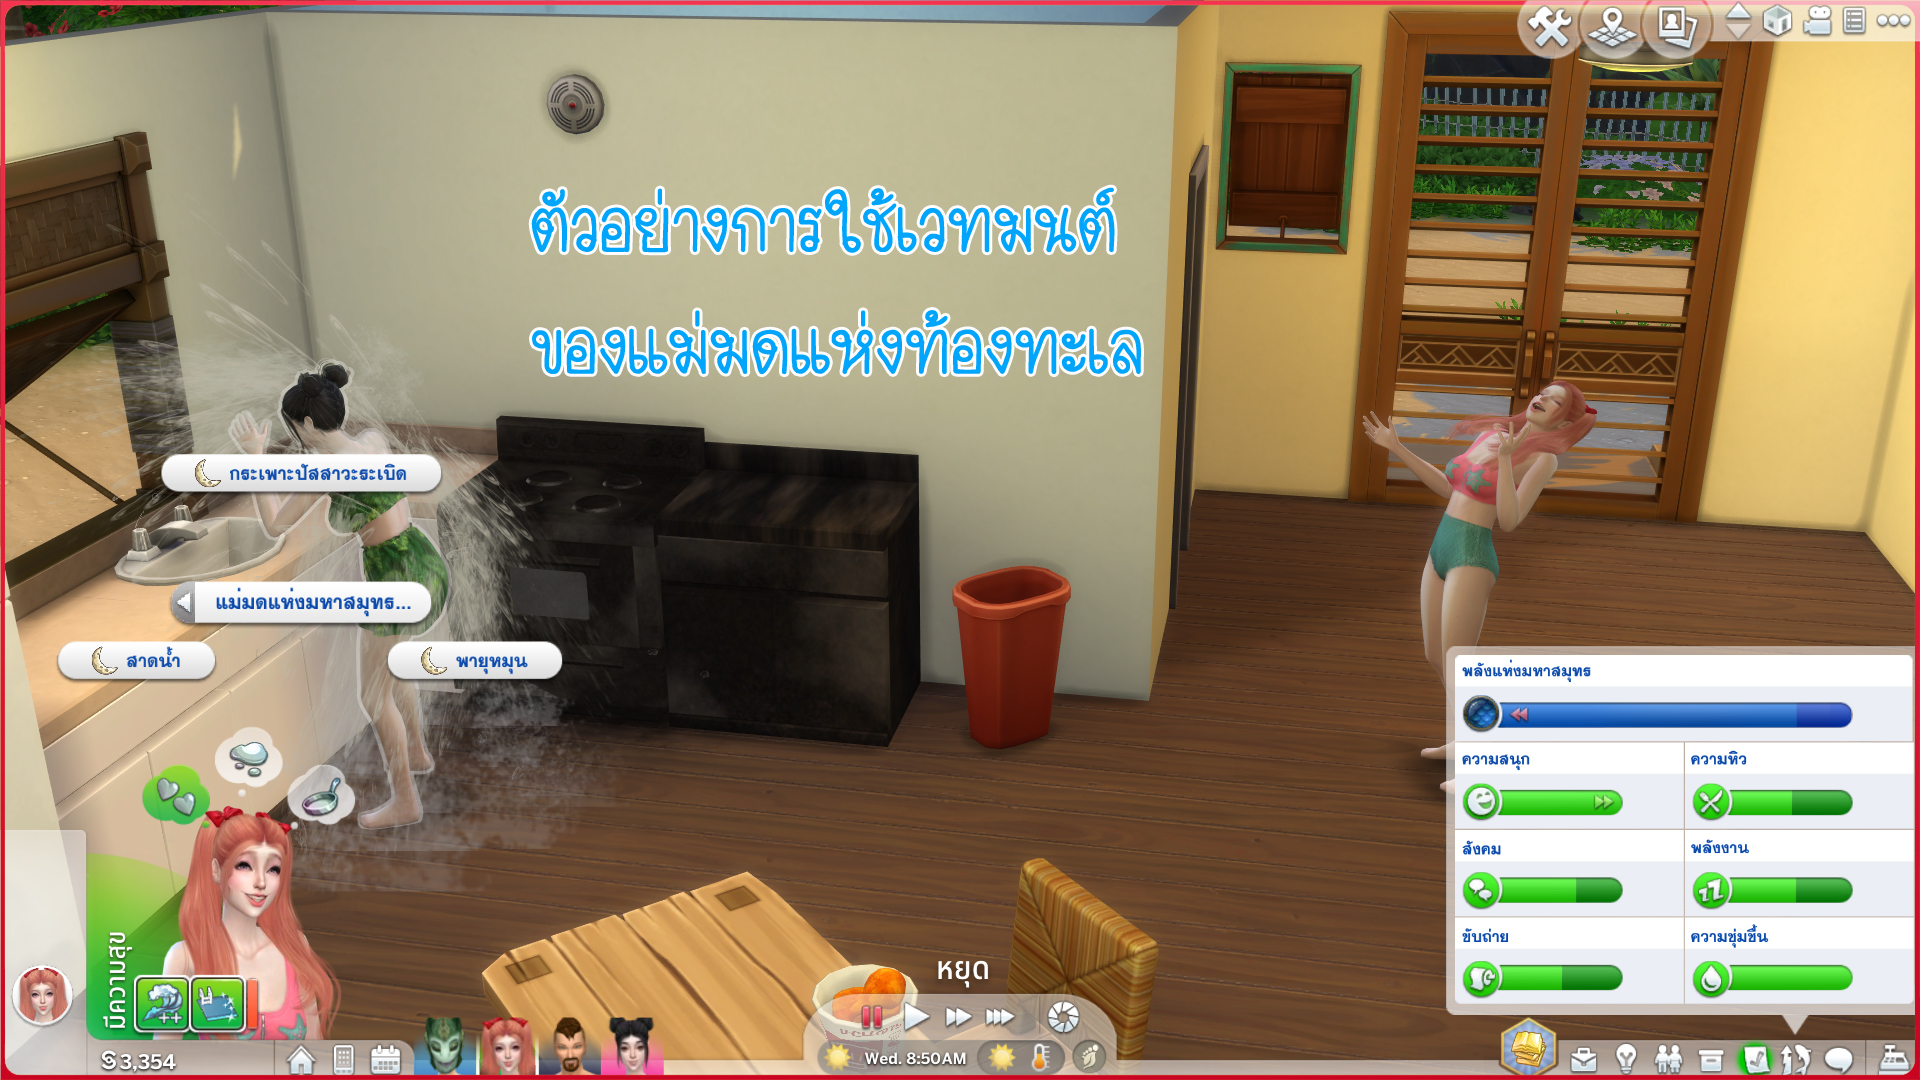 ตัวอย่างการใช้เวทมนต์
ของแม่มดแห่งท้องทะเล
กระเพาะปัสสาวะระเบิด
แม่มดแห่งมหาสมุทร...
สาดน้ำ
พายุหมุน
พลังแห่งมหาสมุทร
ความสนุก
ความหิว
สังคม
พลังงาน
ขับถ่าย
ความชุ่มชื้น
มีความสุข
++
หยุด
3,354
Wed. 8:50AM